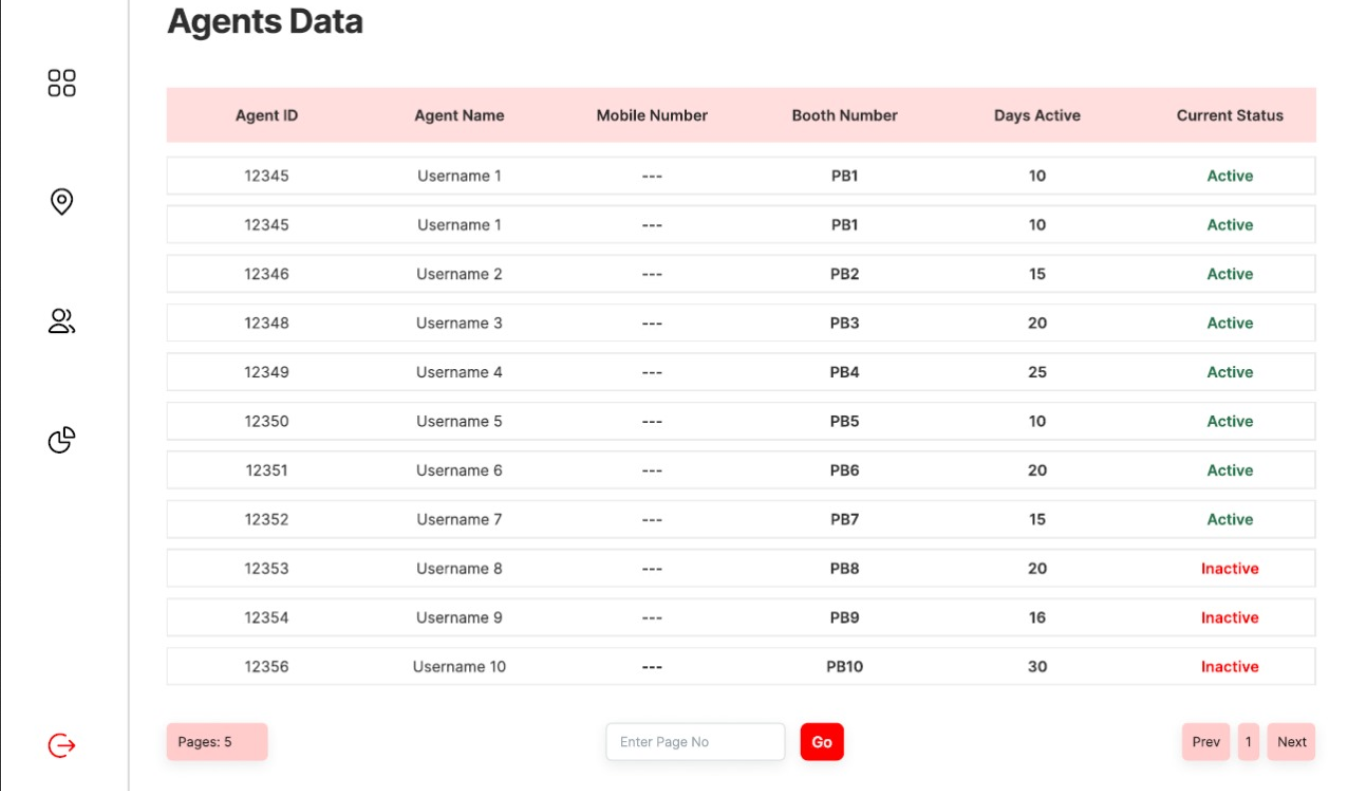 Agents Data
Agent ID Agent Name Mobile Number Booth Number Days Active Current Status
12345 Username 1 --- PB1 10 Active
12345 Username 1 --- PB1 10 Active
12346 Username 2 --- PB2 15 Active
12348 Username 3 --- PB3 20 Active
12349 Username 4 --- PB4 25 Active
12350 Username 5 --- PB5 10 Active
12351 Username 6 --- PB6 20 Active
12352 Username 7 --- PB7 15 Active
12353 Username 8 --- PB8 20 Inactive
12354 Username 9 --- PB9 16 Inactive
12356 Username 10 --- PB10 30 Inactive
Pages: 5 Enter Page No Go Prev 1 Next